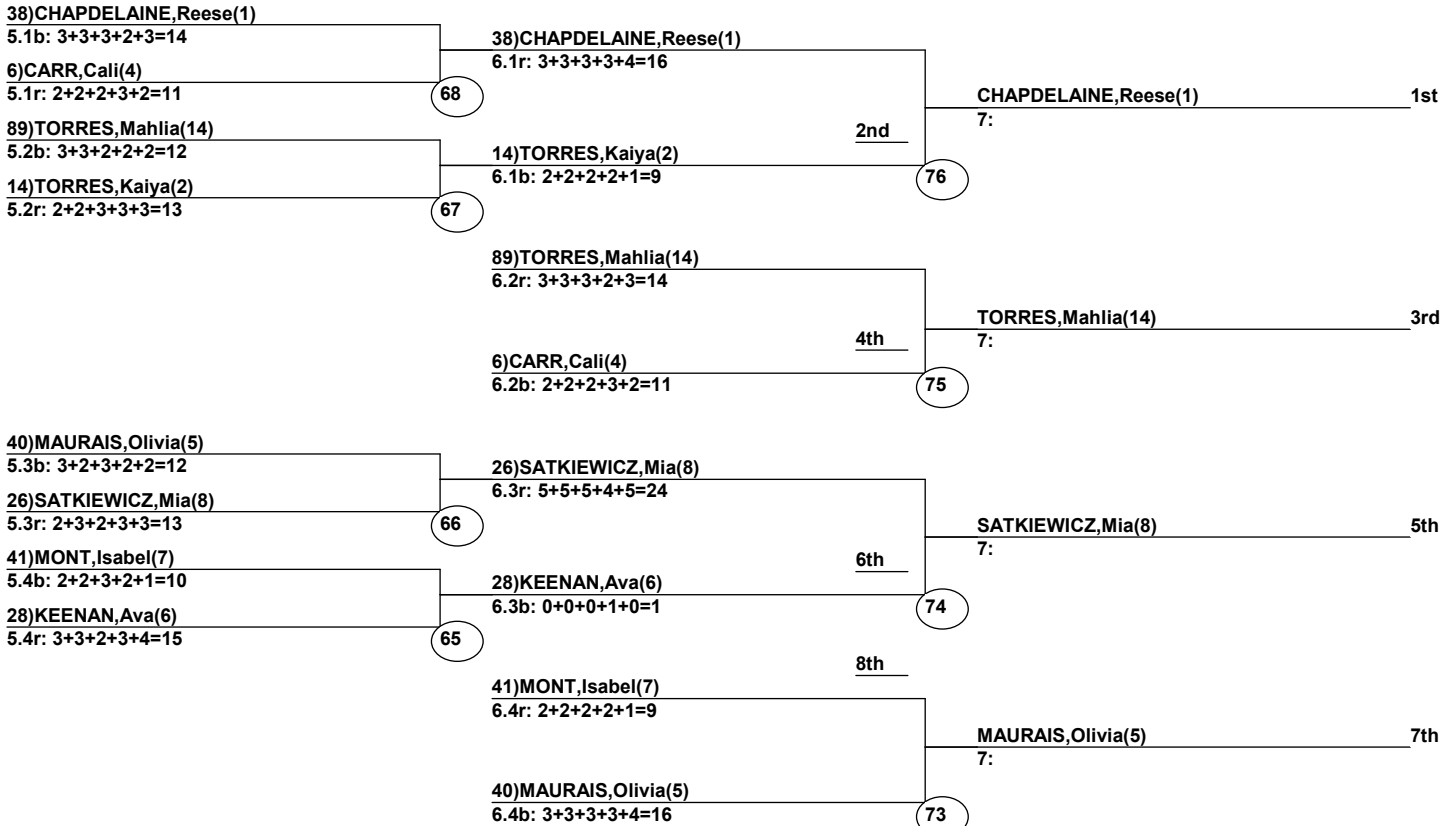 38)CHAPDELAINE,Reese(1)
5.1b: 3+3+3+2+3=14
6)CARR,Cali(4)
5.1r: 2+2+2+3+2=11
68
89)TORRES,Mahlia(14)
5.2b: 3+3+2+2+2=12
14)TORRES,Kaiya(2)
5.2r: 2+2+3+3+3=13
67
38)CHAPDELAINE,Reese(1)
6.1r: 3+3+3+3+4=16
2nd
14)TORRES,Kaiya(2)
6.1b: 2+2+2+2+1=9
76
CHAPDELAINE,Reese(1) 1st
7:
89)TORRES,Mahlia(14)
6.2r: 3+3+3+2+3=14
4th
6)CARR,Cali(4)
6.2b: 2+2+2+3+2=11
75
TORRES,Mahlia(14) 3rd
7:
40)MAURAIS,Olivia(5)
5.3b: 3+2+3+2+2=12
26)SATKIEWICZ,Mia(8)
5.3r: 2+3+2+3+3=13
66
41)MONT,Isabel(7)
5.4b: 2+2+3+2+1=10
28)KEENAN,Ava(6)
5.4r: 3+3+2+3+4=15
65
26)SATKIEWICZ,Mia(8)
6.3r: 5+5+5+4+5=24
6th
28)KEENAN,Ava(6)
6.3b: 0+0+0+1+0=1
74
SATKIEWICZ,Mia(8) 5th
7:
8th
41)MONT,Isabel(7)
6.4r: 2+2+2+2+1=9
40)MAURAIS,Olivia(5)
6.4b: 3+3+3+3+4=16
73
MAURAIS,Olivia(5) 7th
7: